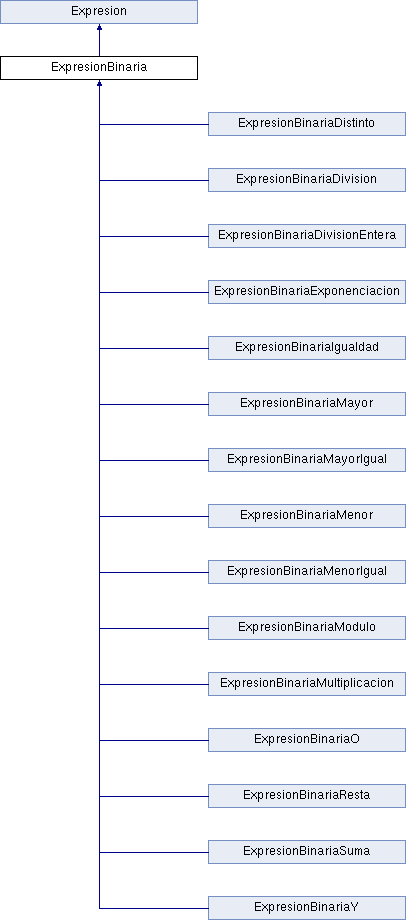 Expresion
ExpresionBinaria
ExpresionBinariaDistinto
ExpresionBinariaDivision
ExpresionBinariaDivisionEntera
ExpresionBinariaExponenciacion
ExpresionBinariaIgualdad
ExpresionBinariaMayor
ExpresionBinariaMayorIgual
ExpresionBinariaMenor
ExpresionBinariaMenorIgual
ExpresionBinariaModulo
ExpresionBinariaMultiplicacion
ExpresionBinariaO
ExpresionBinariaResta
ExpresionBinariaSuma
ExpresionBinariaY